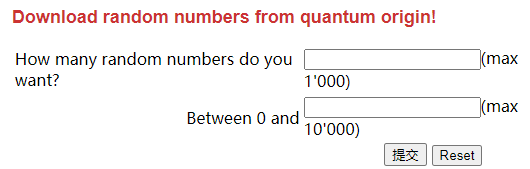 Download random numbers from quantum origin!
How many random numbers do you (max
want? 1'000)
Between 0 and (max
10'000)
提交 Reset